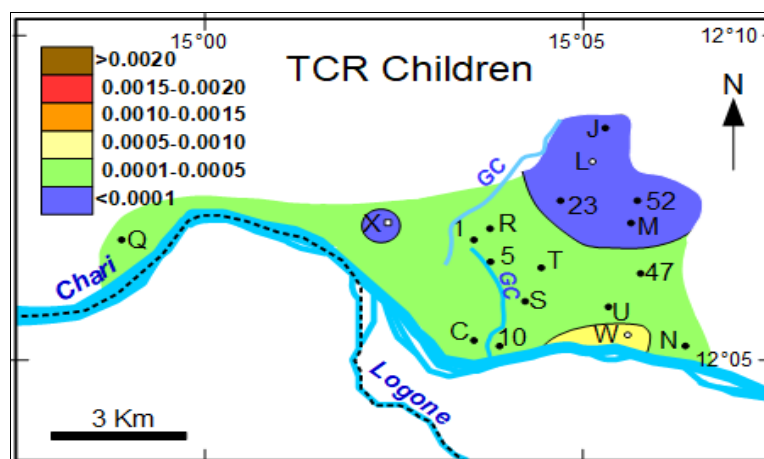 15°00
15°05
12°10
>0.0020
0.0015-0.0020
0.0010-0.0015
0.0005-0.0010
0.0001-0.0005
<0.0001
TCR Children
N
J
L
GC
52
23
M
X
R
1
Q
5
T
47
Chari
GC
S
U
C
10
W
N
12°05
Logone
3 Km